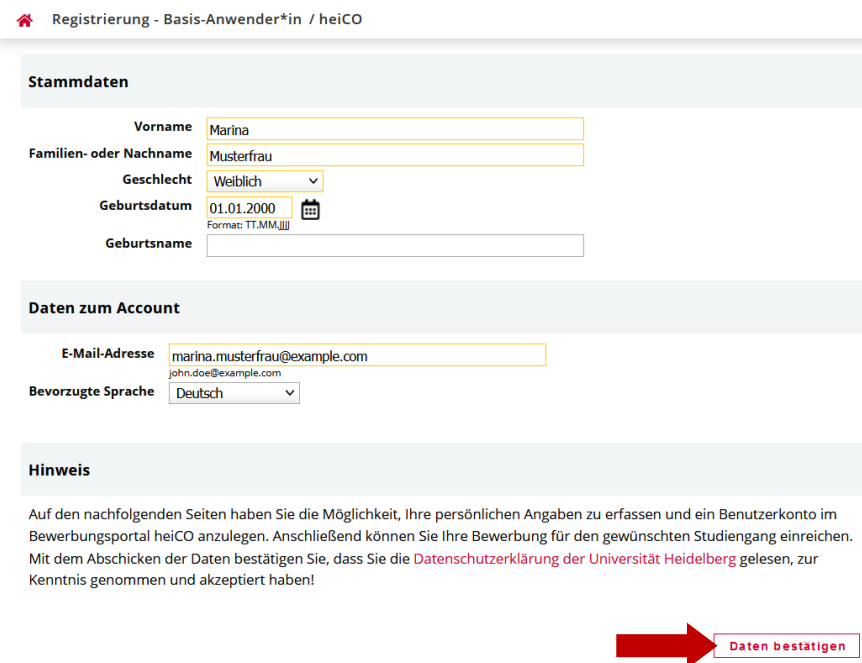 Registrierung - Basis-Anwender*in / heiCO
Stammdaten
Vorname Marina
Familien- oder Nachname Musterfrau
Geschlecht Weiblich
Geburtsdatum 01.01.2000
Format: TT.MM.JJJJ
Geburtsname
Daten zum Account
E-Mail-Adresse marina.musterfrau@example.com
john.doe@example.com
Bevorzugte Sprache Deutsch
Hinweis
Auf den nachfolgenden Seiten haben Sie die Möglichkeit, Ihre persönlichen Angaben zu erfassen und ein Benutzerkonto im
Bewerbungsportal heiCO anzulegen. Anschließend können Sie Ihre Bewerbung für den gewünschten Studiengang einreichen.
Mit dem Abschicken der Daten bestätigen Sie, dass Sie die Datenschutzerklärung der Universität Heidelberg gelesen, zur
Kenntnis genommen und akzeptiert haben!
Daten bestätigen